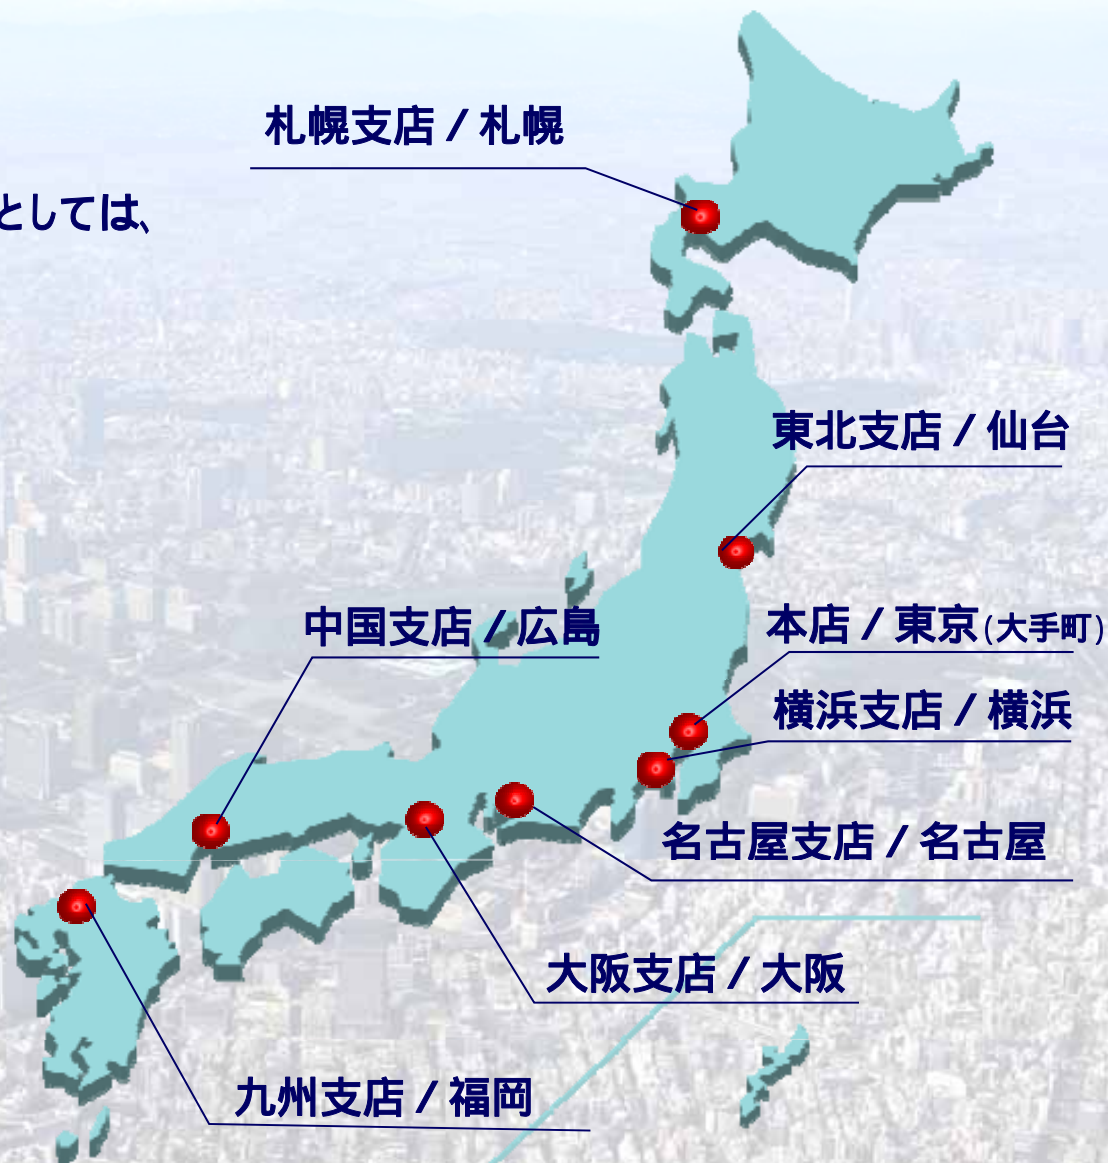 札幌支店 / 札幌
としては、
東北支店 / 仙台
中国支店 / 広島
本店 / 東京(大手町)
横浜支店 / 横浜
名古屋支店 / 名古屋
大阪支店 / 大阪
九州支店 / 福岡